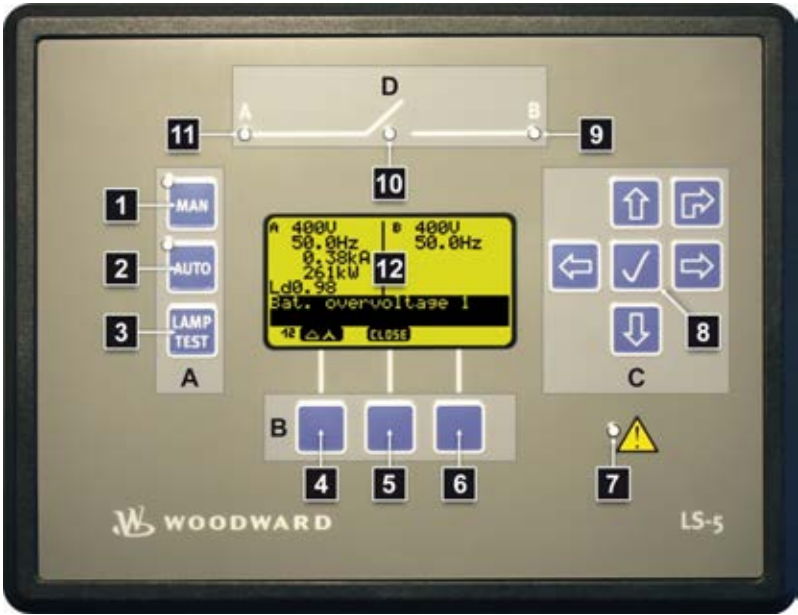 D
A B
11 9
10
1 MAN
2 AUTO
3 LAMP TEST
A
A 400V B 400V
50.0Hz 50.0Hz
0.38kA
261kW 12
Ld0.98
Bat. overvoltage 1
CLOSE
8
C
B
4 5 6 7
WOODWARD LS-5